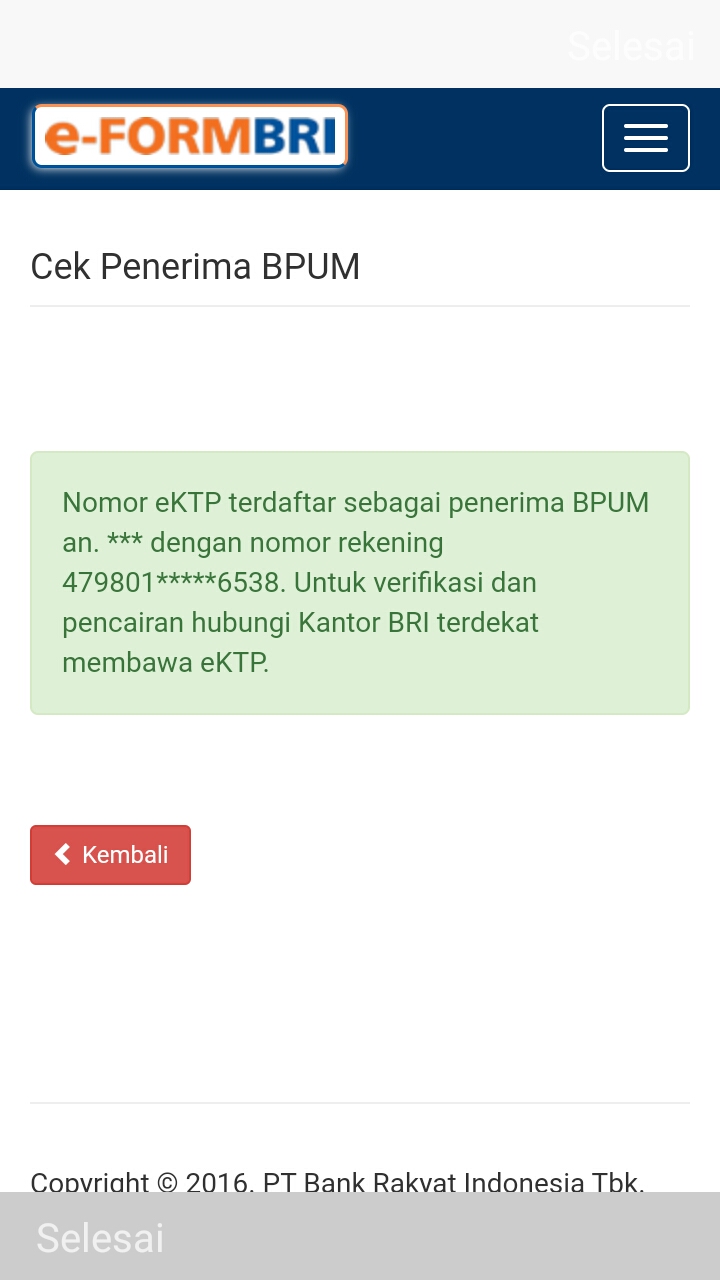 Selesai
e-FORMBRI
Cek Penerima BPUM
Nomor eKTP terdaftar sebagai penerima BPUM
an. *** dengan nomor rekening
479801*****6538. Untuk verifikasi dan
pencairan hubungi Kantor BRI terdekat
membawa eKTP.
Kembali
Copyright © 2016. PT Bank Rakyat Indonesia Tbk.
Selesai